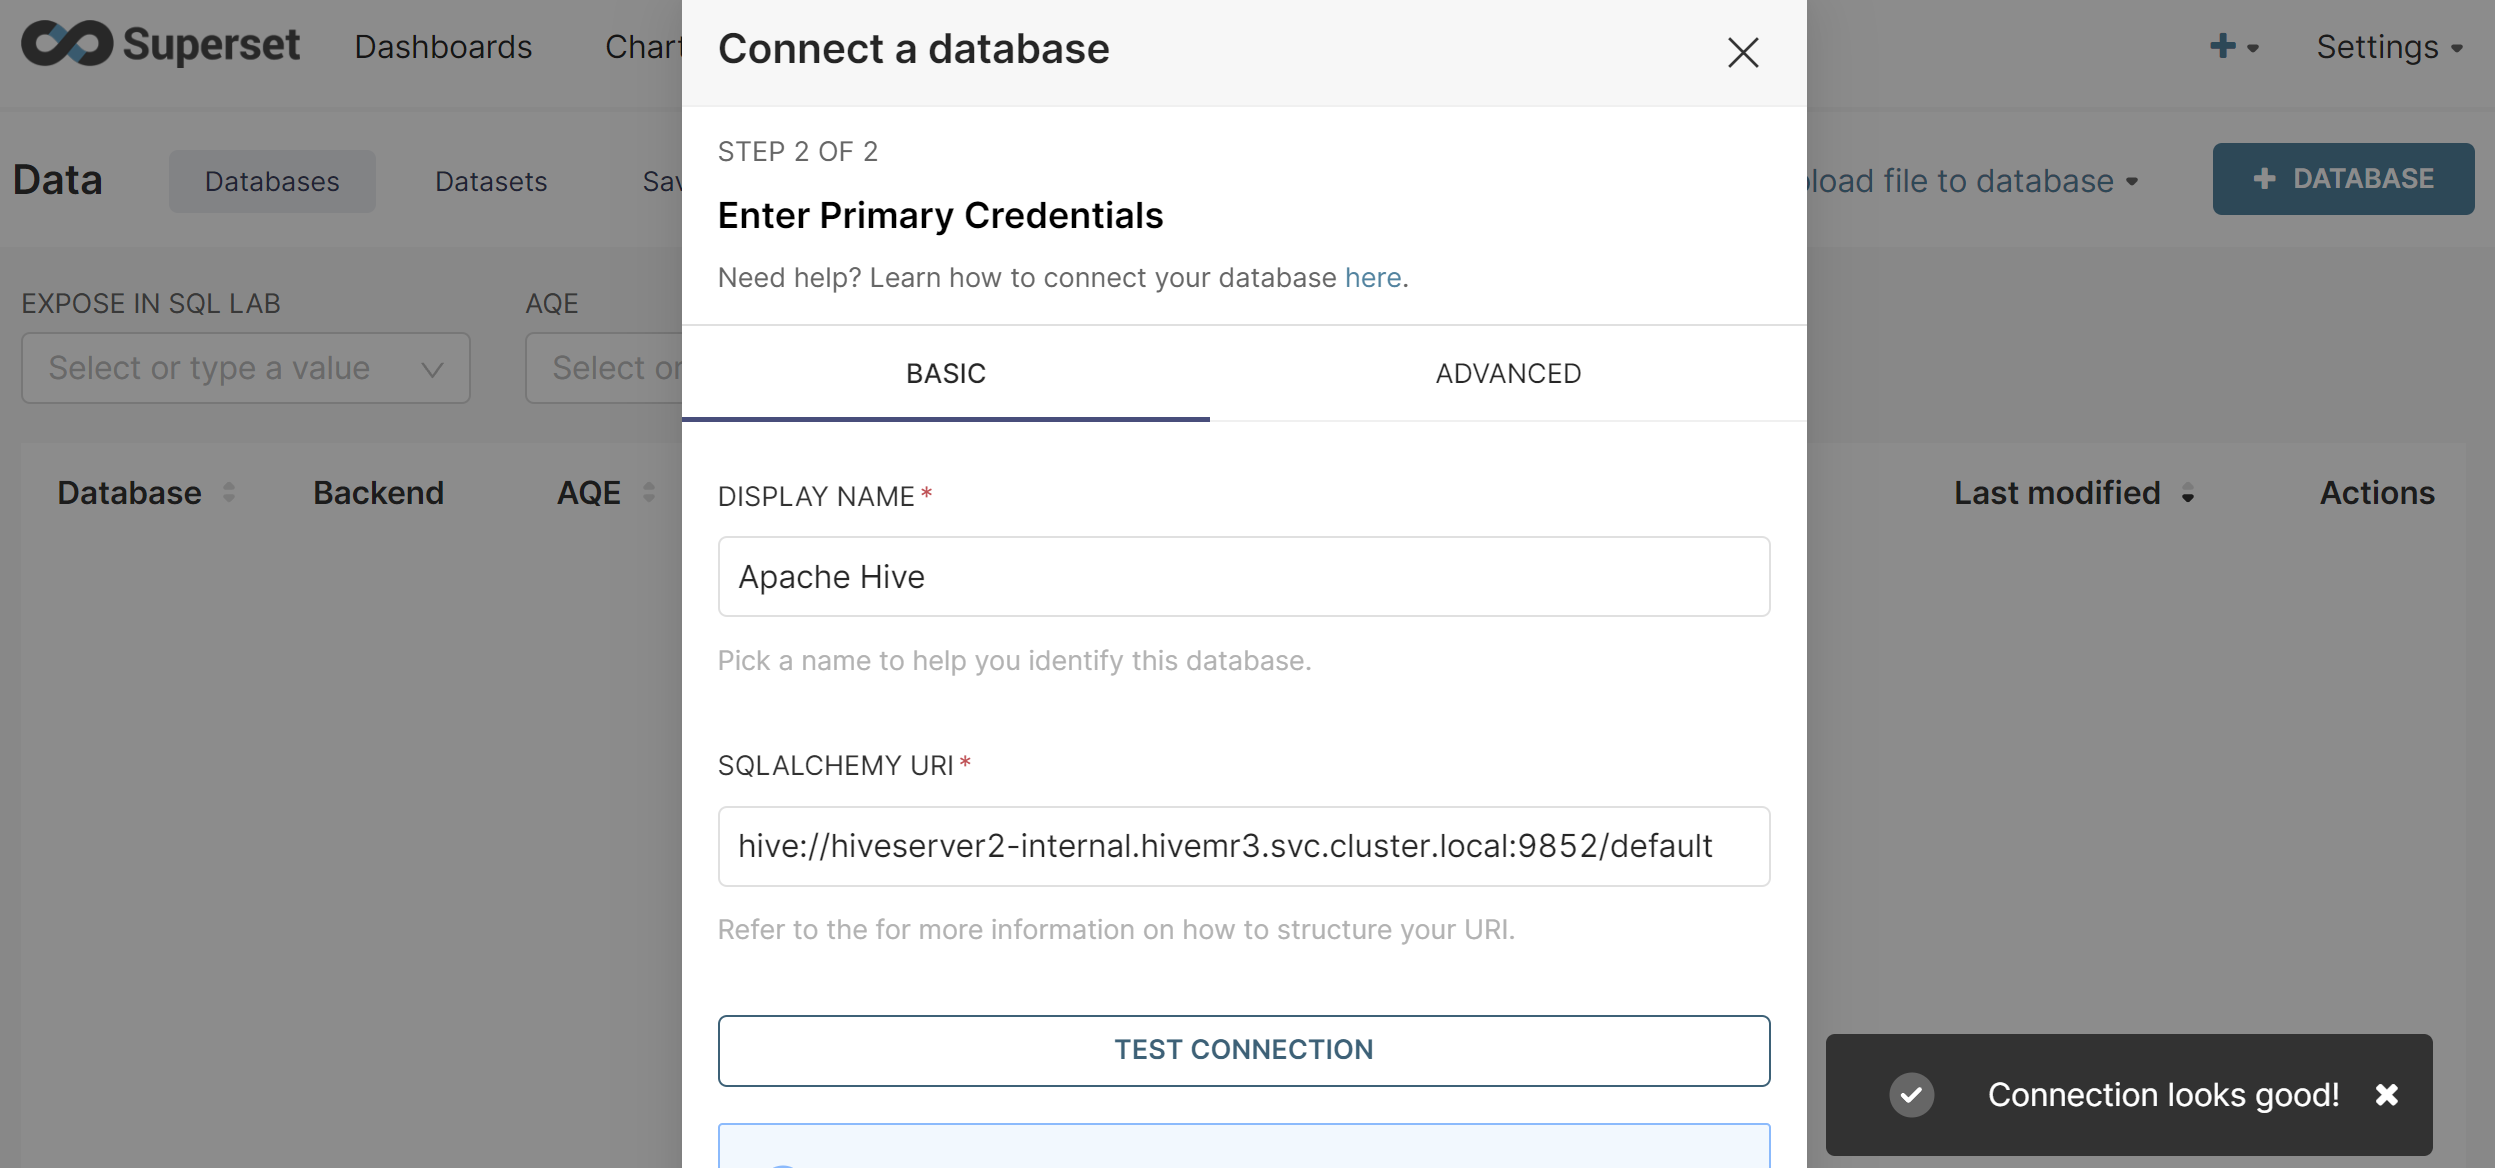 Superset Dashboards Settings
Connect a database
STEP 2 OF 2
Data Databases Datasets file to database DATABASE
Enter Primary Credentials
Need help? Learn how to connect your database here.
EXPOSE IN SQL LAB AQE
Select or type a value Select
BASIC ADVANCED
Database Backend AQE Last modified Actions
DISPLAY NAME *
Apache Hive
Pick a name to help you identify this database.
SQLALCHEMY URI *
hive://hiveserver2-internal.hivemr3.svc.cluster.local:9852/default
Refer to the for more information on how to structure your URI.
TEST CONNECTION
Connection looks good!